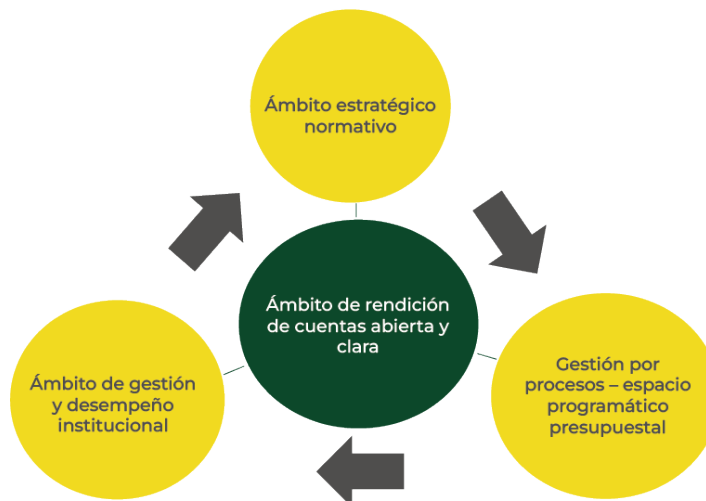 Ámbito estratégico
normativo
Ámbito de rendición
de cuentas abierta y
clara
Ámbito de gestión
y desempeño
institucional
Gestión por
procesos – espacio
programático
presupuestal